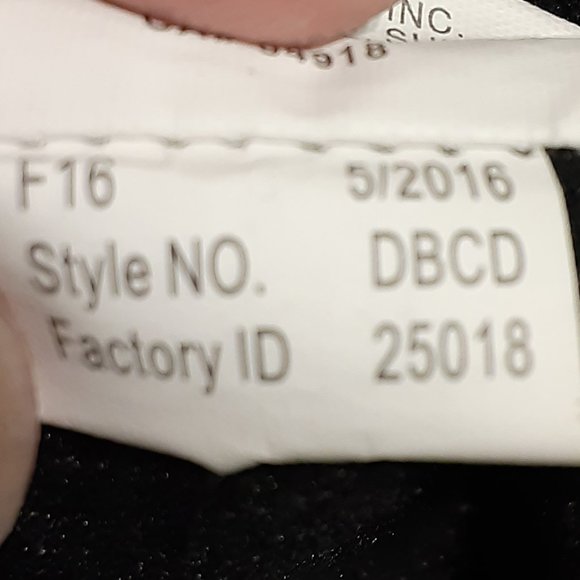 INC.
F16 5/2016
Style NO. DBCD
Factory ID 25018